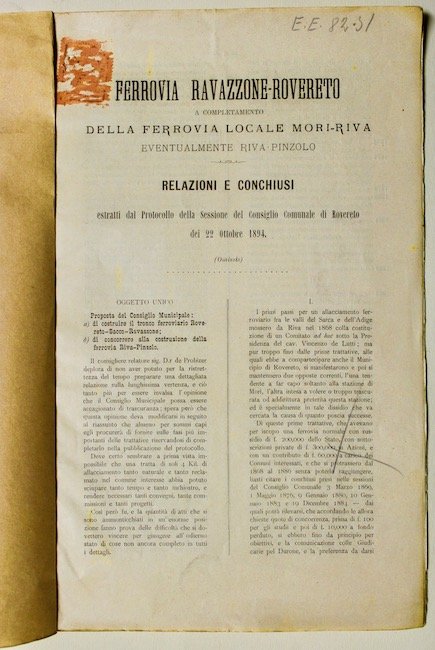 E.E. 82.31
FERROVIA RAVAZZONE-ROVERETO
A COMPLETAMENTO
DELLA FERROVIA LOCALE MORI-RIVA
EVENTUALMENTE RIVA-PINZOLO
RELAZIONI E CONCHIUSI
estratti dal Protocollo della Sessione del Consiglio Comunale di Rovereto
dei 22 Ottobre 1894.
(Omissis)
OGGETTO UNICO
Proposta del Consiglio Municipale:
a) di costruire il tronco ferroviario Rove-
reto-Sacco-Ravazzone;
b) di concorrere alla costruzione della
ferrovia Riva-Pinzolo.
Il consigliere relatore sig. D.r de Probizer
deplora di non aver potuto per la ristret-
tezza del tempo preparare una dettagliata
relazione sulla lunghissima vertenza, e ciò
tanto più per essere invalsa l'opinione
che il Consiglio Municipale possa essere
accagionato di trascuranza; spera però che
questa opinione deva modificarsi in seguito
al riassunto che almeno per sommi capi
egli procurerà di fornire sulle fasi più im-
portanti delle trattative riservandosi di com-
pletarlo nella pubblicazione del protocollo.
Deve certo sembrare a prima vista im-
possibile che una tratta di soli 4 Kil. di
allacciamento tanto naturale e tanto recla-
mato nel comune interesse abbia potuto
sciupare tanto tempo e tanto inchiostro, e
rendere necessari tanti convegni, tante com-
missioni e tanti progetti.
Così però fu, e la quantità di atti che si
sono ammonticchiati in un'enorme posi-
zione fanno prova delle difficoltà che si do-
vettero vincere per giungere all'odierno
stato di cose non ancora completo in tutti
i dettagli.
I.
I primi passi per un allacciamento fer-
roviario fra le valli del Sarca e dell'Adige
mossero da Riva nel 1868 colla costituzi-
one di un Comitato ad hoc sotto la Pre-
sidenza del cav. Vincenzo de Lutti; ma
pur troppo fino dalle prime trattative, alle
quali ebbe a compartecipare anche il Muni-
cipio di Rovereto, si manifestarono e poi si
mantennero due opposte correnti, l'una ten-
dente a far capo soltanto alla stazione di
Mori, l'altra intesa a volere o troppo trascu-
rata od addirittura pretenta questa stazione;
ed è specialmente in tale dissidio che va
cercata la causa di quanto poscia successe.
Di queste prime trattative, che avevano
per iscopo una ferrovia normale con sus-
sidio di f. 200,000 dello Stato, con sotto-
scrizioni private di f. 300,000 in Azioni, e
con un contributo di f. 60,000 a carico dei
Comuni interessati, e che si protrassero dal
1868 al 1880 senza poterlo raggiungere,
basti citare i conchiusi presi nelle sessioni
del Consiglio Comunale 3 Marzo 1869,
1 Maggio 1876, 9 Gennaio 1880, 10 Gen-
naio 1883 e 19 Dicembre 1884 — dai
quali potrà rilevarsi, che accordando le allora
chieste quote di concorrenza, prima di f. 100
per gli studi e poi di f. 10,000 a fondo
perduto, si ebbero fino da principio per
obiettivo, e la comunicazione colle Giudi-
carie pel Durone, e la preferenza da darsi